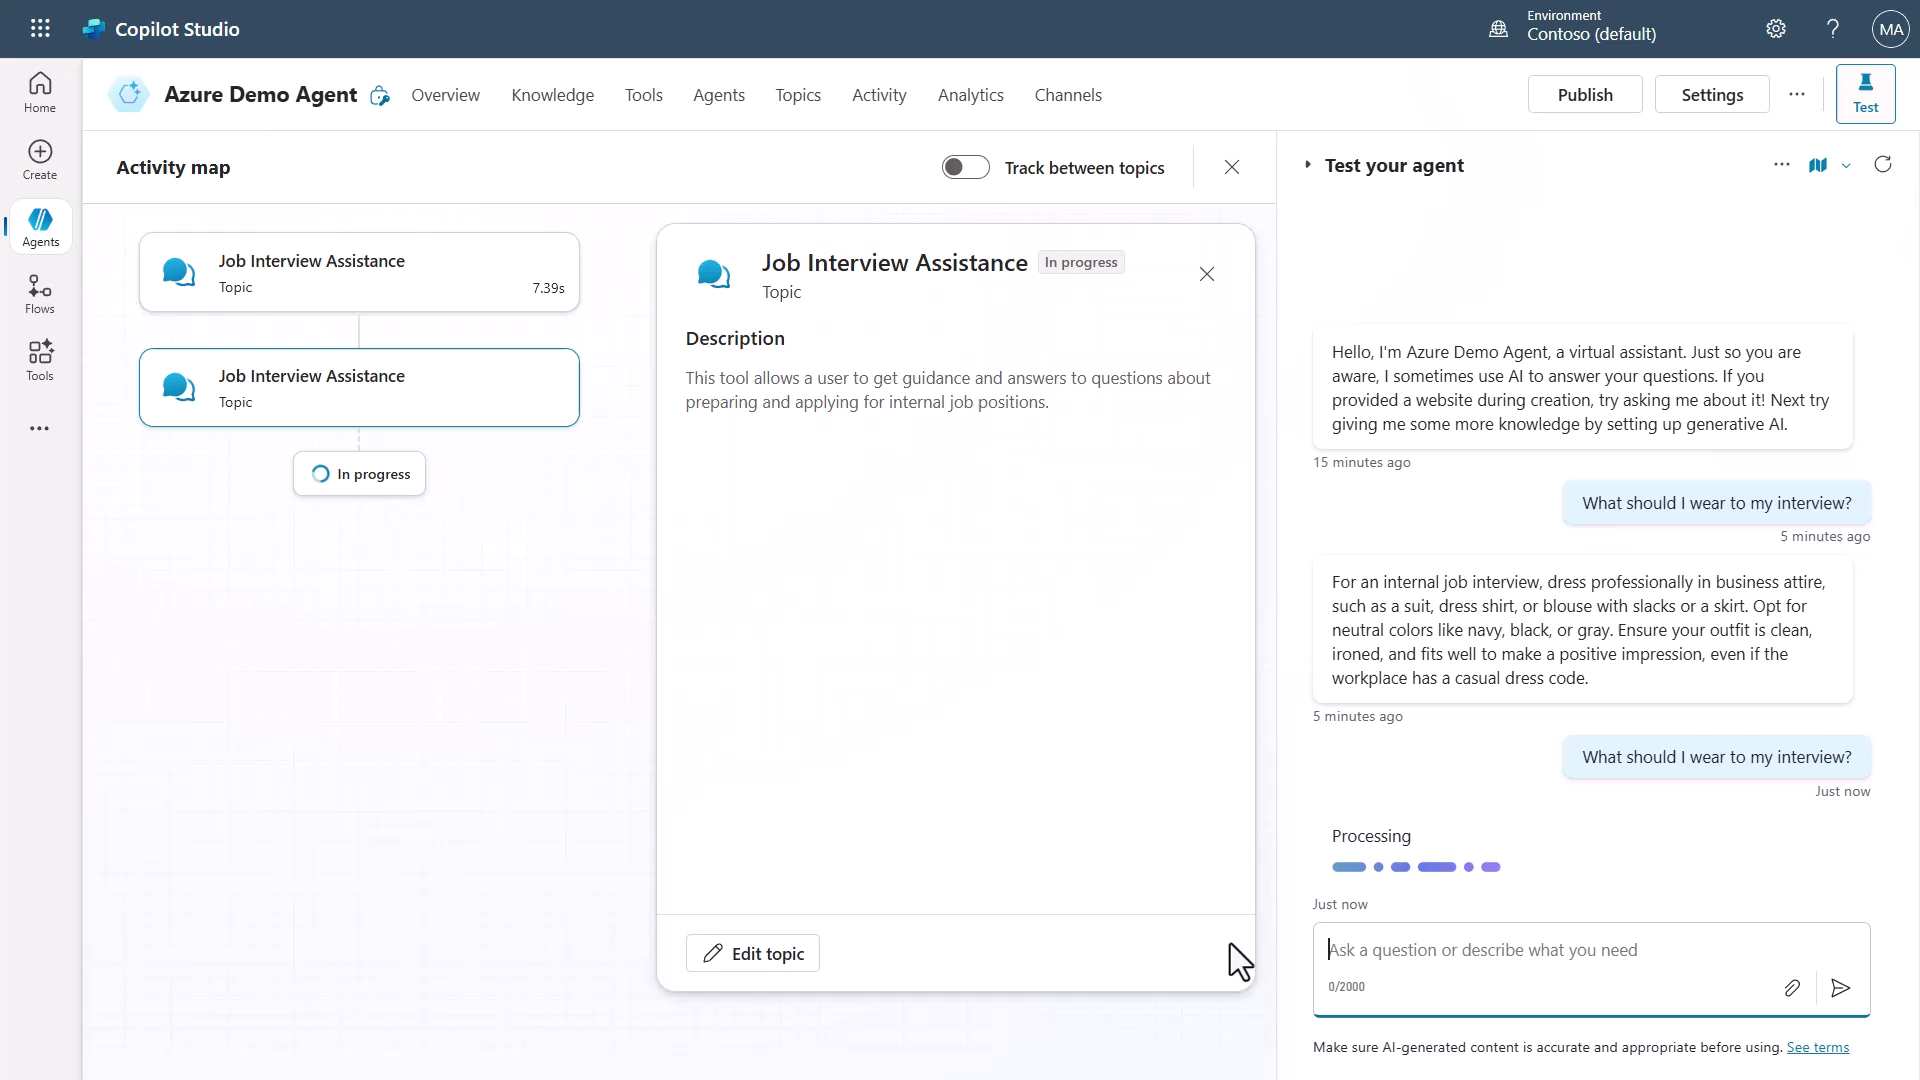 Copilot Studio
Environment
Contoso (default)
MA
Home
Create
Agents
Flows
Tools
Azure Demo Agent
Overview
Knowledge
Tools
Agents
Topics
Activity
Analytics
Channels
Publish
Settings
Test
Activity map
Track between topics
Job Interview Assistance
Topic
7.39s
Job Interview Assistance
Topic
In progress
Job Interview Assistance
In progress
Topic
Description
This tool allows a user to get guidance and answers to questions about
preparing and applying for internal job positions.
Edit topic
Test your agent
Hello, I'm Azure Demo Agent, a virtual assistant. Just so you are
aware, I sometimes use AI to answer your questions. If you
provided a website during creation, try asking me about it! Next try
giving me some more knowledge by setting up generative AI.
15 minutes ago
What should I wear to my interview?
5 minutes ago
For an internal job interview, dress professionally in business attire,
such as a suit, dress shirt, or blouse with slacks or a skirt. Opt for
neutral colors like navy, black, or gray. Ensure your outfit is clean,
ironed, and fits well to make a positive impression, even if the
workplace has a casual dress code.
5 minutes ago
What should I wear to my interview?
Just now
Processing
Just now
Ask a question or describe what you need
0/2000
Make sure AI-generated content is accurate and appropriate before using. See terms